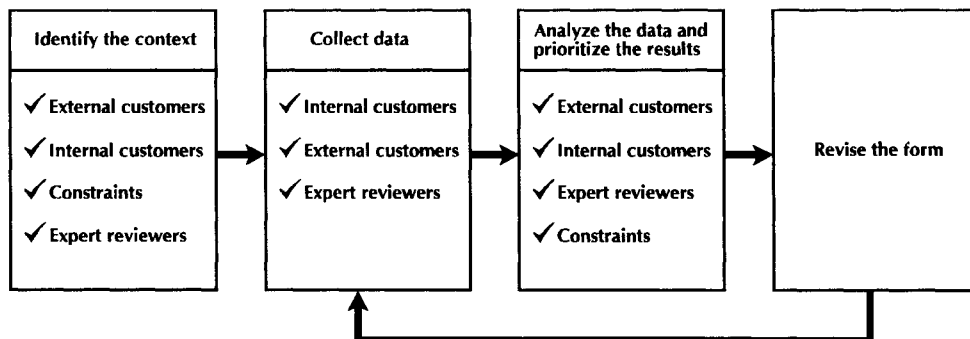 Identify the context
✓ External customers
✓ Internal customers
✓ Constraints
✓ Expert reviewers
Collect data
✓ Internal customers
✓ External customers
✓ Expert reviewers
Analyze the data and
prioritize the results
✓ External customers
✓ Internal customers
✓ Expert reviewers
✓ Constraints
Revise the form